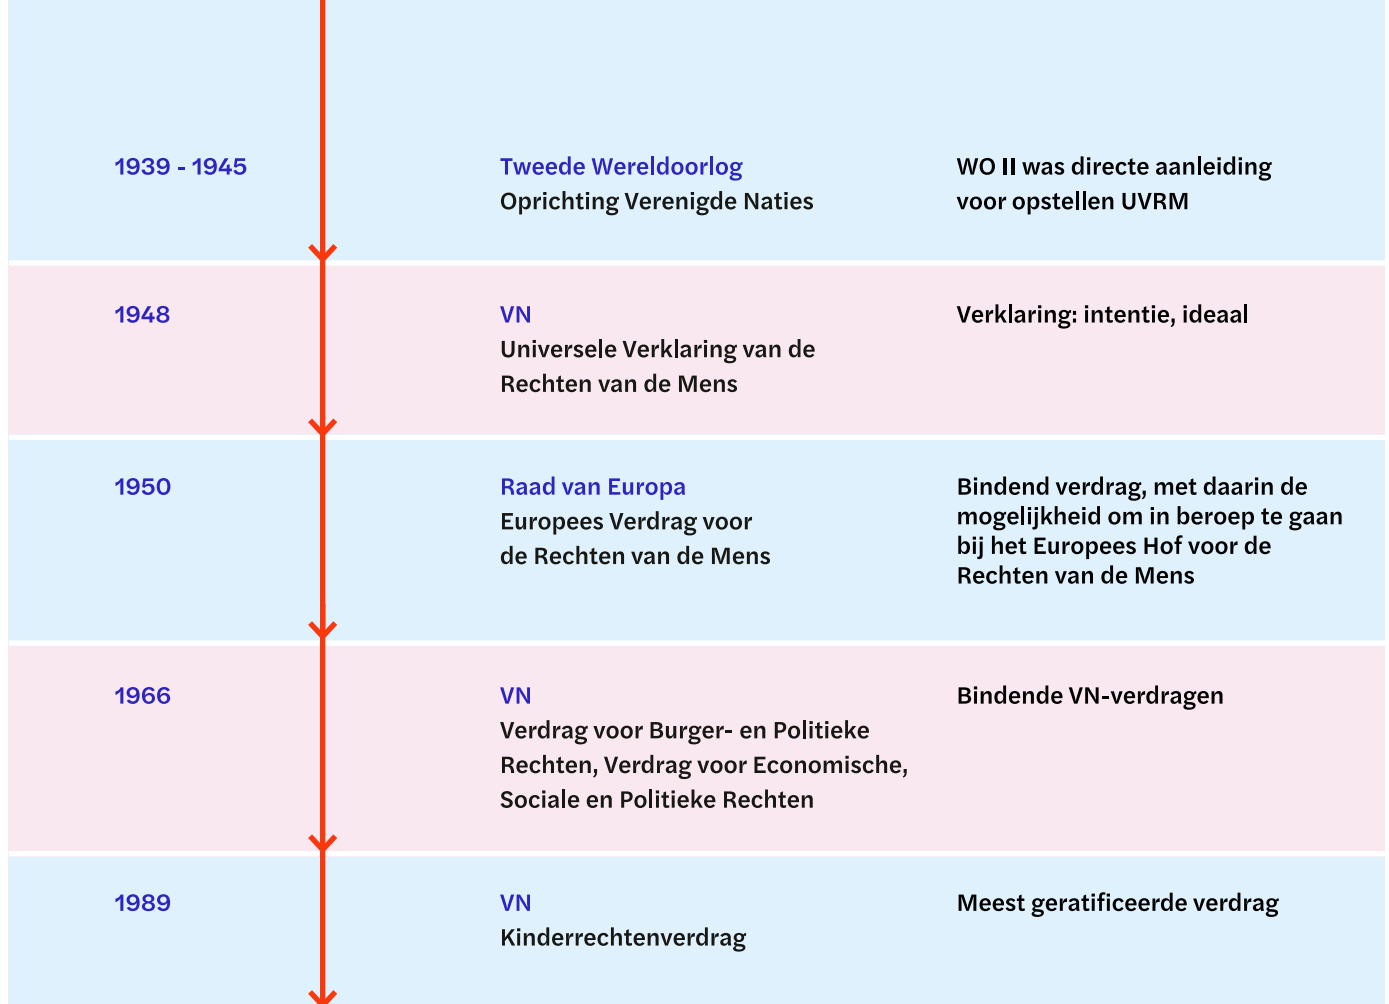 1939 - 1945
Tweede Wereldoorlog
Oprichting Verenigde Naties
WO II was directe aanleiding
voor opstellen UVRM
1948
VN
Universele Verklaring van de
Rechten van de Mens
Verklaring: intentie, ideaal
1950
Raad van Europa
Europees Verdrag voor
de Rechten van de Mens
Bindend verdrag, met daarin de
mogelijkheid om in beroep te gaan
bij het Europees Hof voor de
Rechten van de Mens
1966
VN
Verdrag voor Burger- en Politieke
Rechten, Verdrag voor Economische,
Sociale en Politieke Rechten
Bindende VN-verdragen
1989
VN
Kinderrechtenverdrag
Meest geratificeerde verdrag